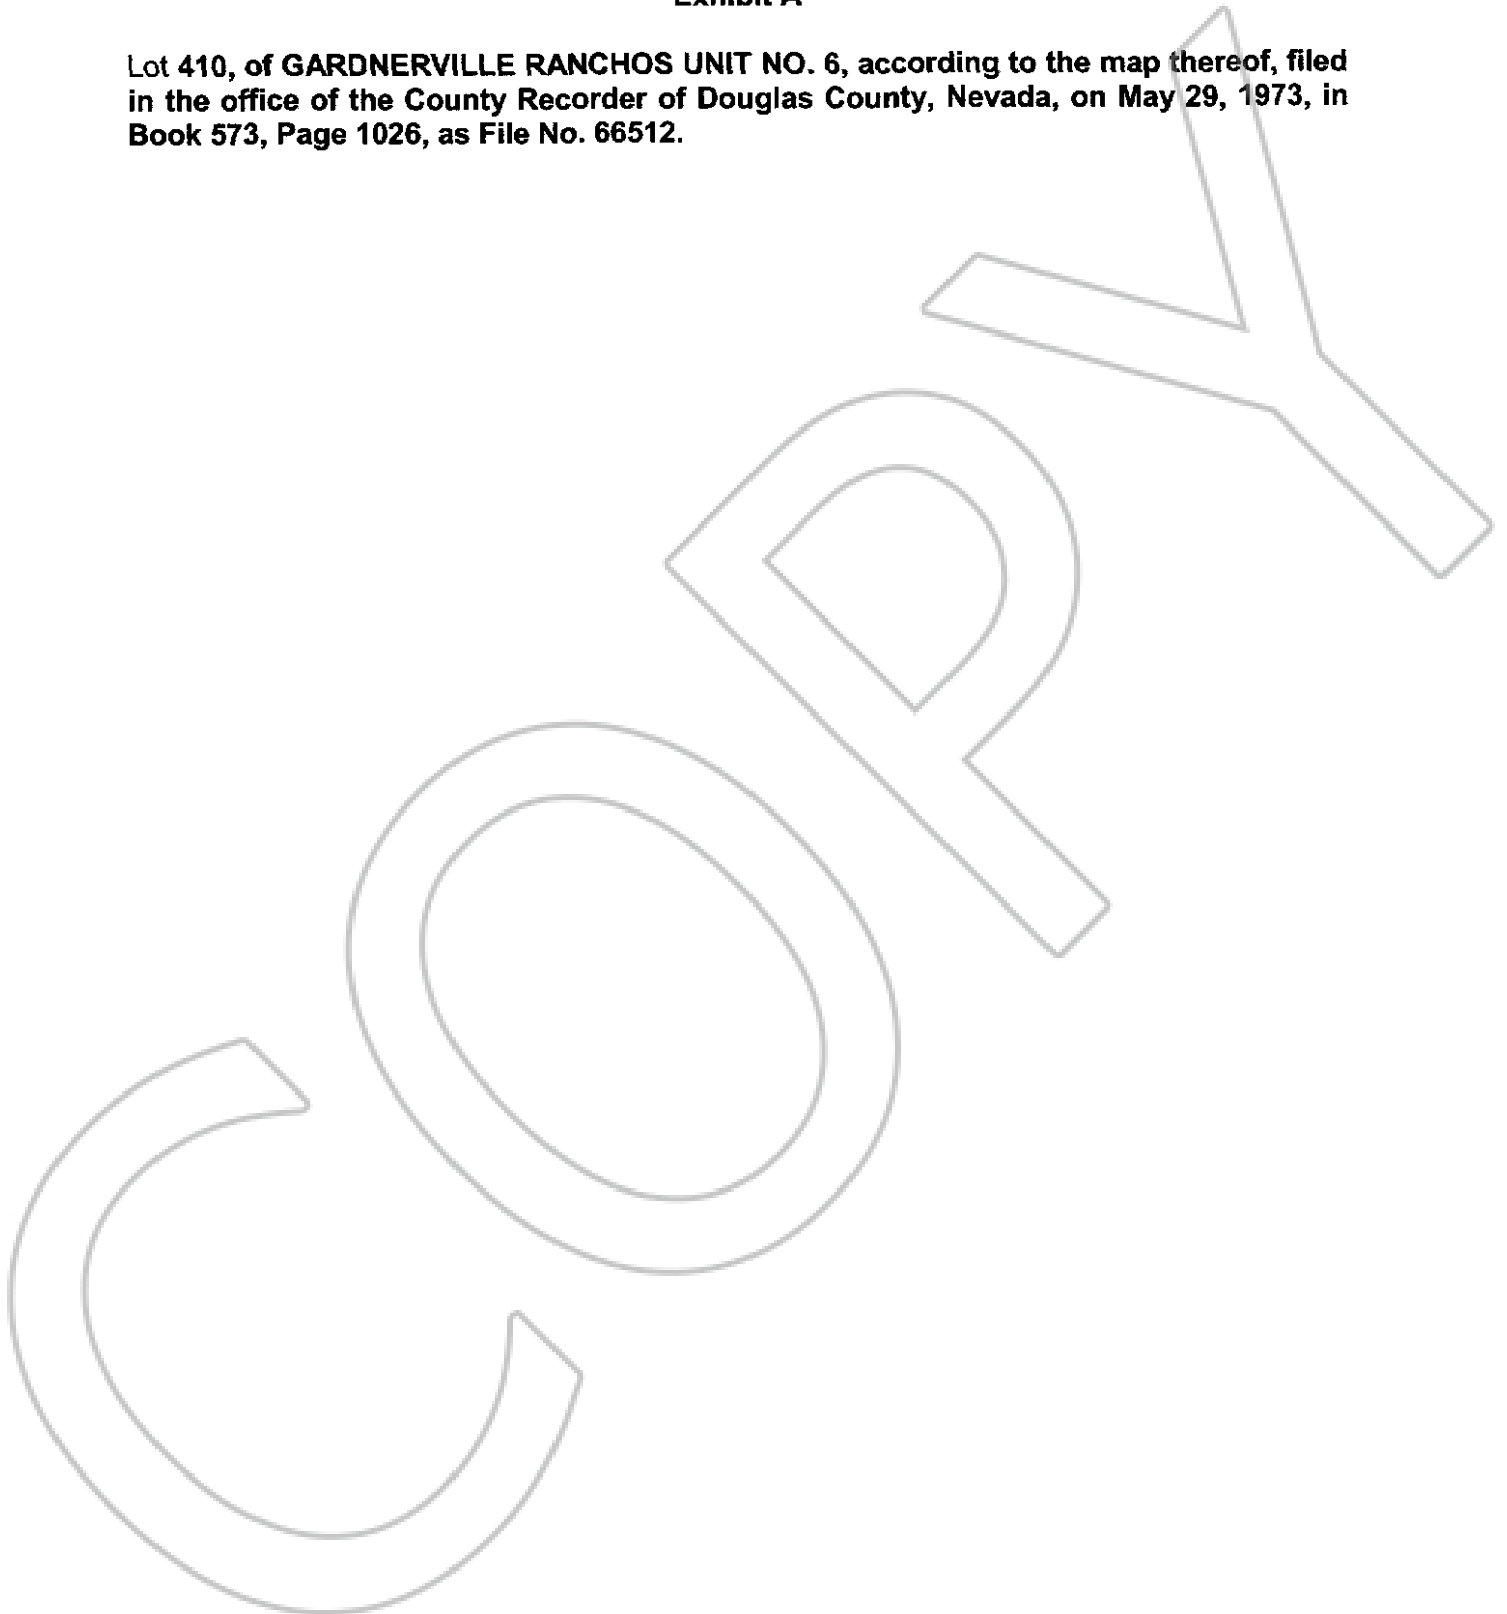 Exhibit A
Lot 410, of GARDNERVILLE RANCHOS UNIT NO. 6, according to the map thereof, filed
in the office of the County Recorder of Douglas County, Nevada, on May 29, 1973, in
Book 573, Page 1026, as File No. 66512.
COPY